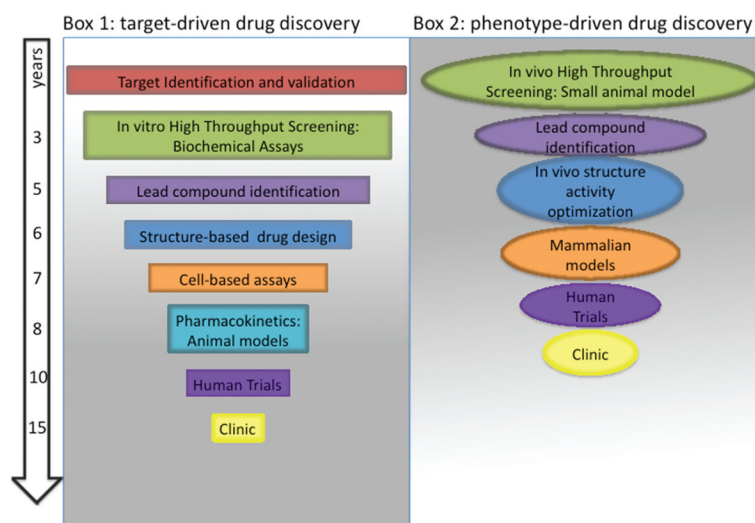 Box 1: target-driven drug discovery
Box 2: phenotype-driven drug discovery
years
3
5
6
7
8
10
15
Target Identification and validation
In vitro High Throughput Screening:
Biochemical Assays
Lead compound identification
Structure-based drug design
Cell-based assays
Pharmacokinetics:
Animal models
Human Trials
Clinic
In vivo High Throughput
Screening: Small animal model
Lead compound
identification
In vivo structure
activity
optimization
Mammalian
models
Human
Trials
Clinic